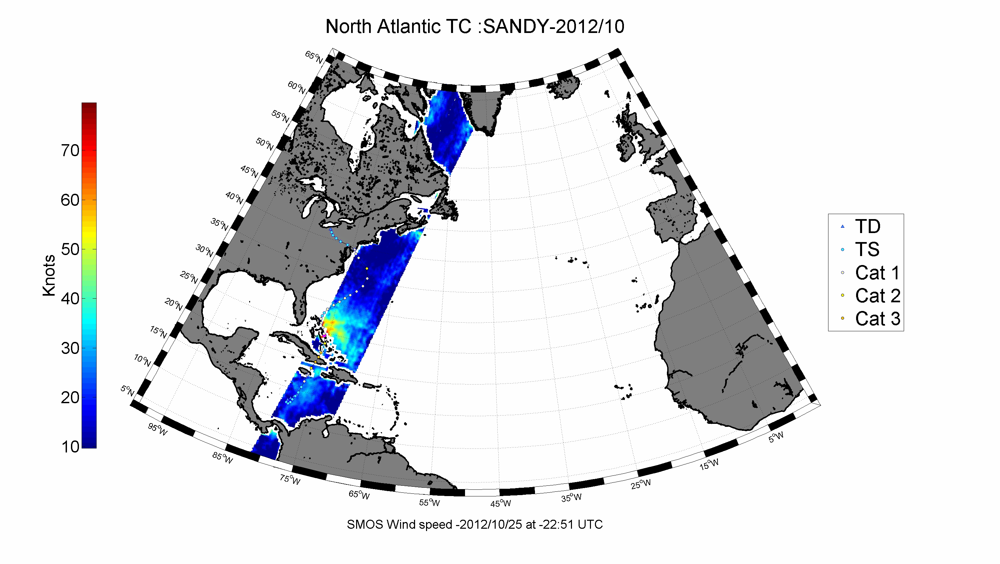 North Atlantic TC :SANDY-2012/10
65°N
60°N
55°N
50°N
45°N
40°N
35°N
30°N
25°N
20°N
15°N
10°N
5°N
95°W
85°W
75°W
65°W
55°W
45°W
35°W
25°W
15°W
5°W
Knots
70
60
50
40
30
20
10
TD
TS
Cat 1
Cat 2
Cat 3
SMOS Wind speed -2012/10/25 at -22:51 UTC